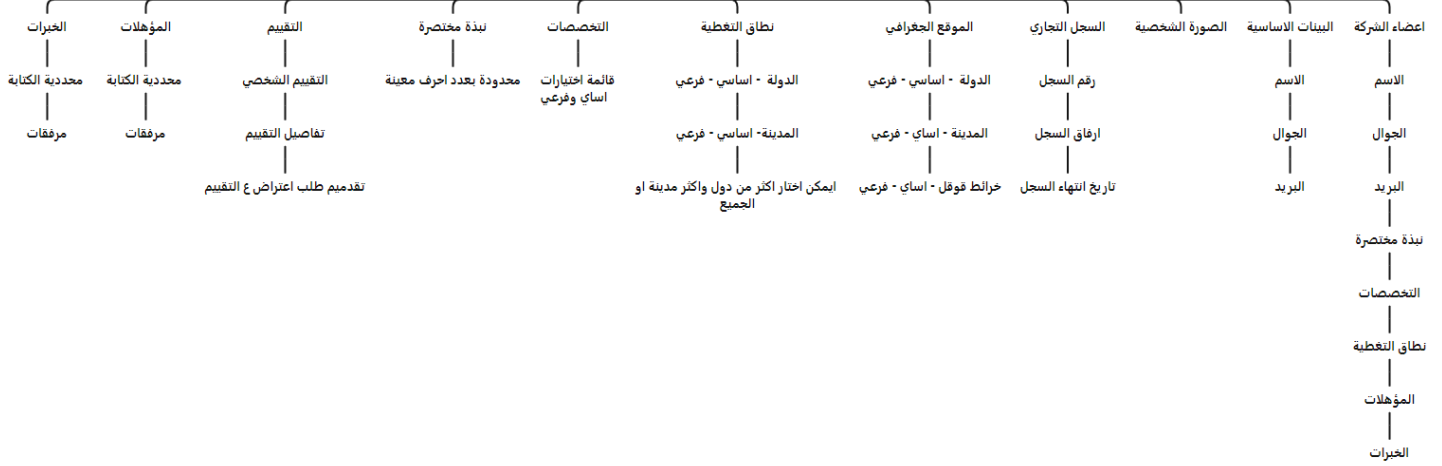 اعضاء الشركة
الاسم
الجوال
البريد
نبذة مختصرة
التخصصات
نطاق التغطية
المؤهلات
الخبرات
البينات الاساسية
الاسم
الجوال
البريد
الصورة الشخصية
السجل التجاري
رقم السجل
ارفاق السجل
تاريخ انتهاء السجل
الموقع الجغرافي
الدولة - اساسي - فرعي
المدينة - اساي - فرعي
خرائط قوقل - اساي - فرعي
نطاق التغطية
الدولة - اساسي - فرعي
المدينة- اساسي - فرعي
ايمكن اختار اكثر من دول واكثر مدينة او
الجميع
التخصصات
قائمة اختيارات
اساي وفرعي
نبذة مختصرة
محدودة بعدد احرف معينة
التقييم
التقييم الشخصي
تفاصيل التقييم
تقدميم طلب اعتراض ع التقييم
المؤهلات
محددية الكتابة
مرفقات
الخبرات
محددية الكتابة
مرفقات